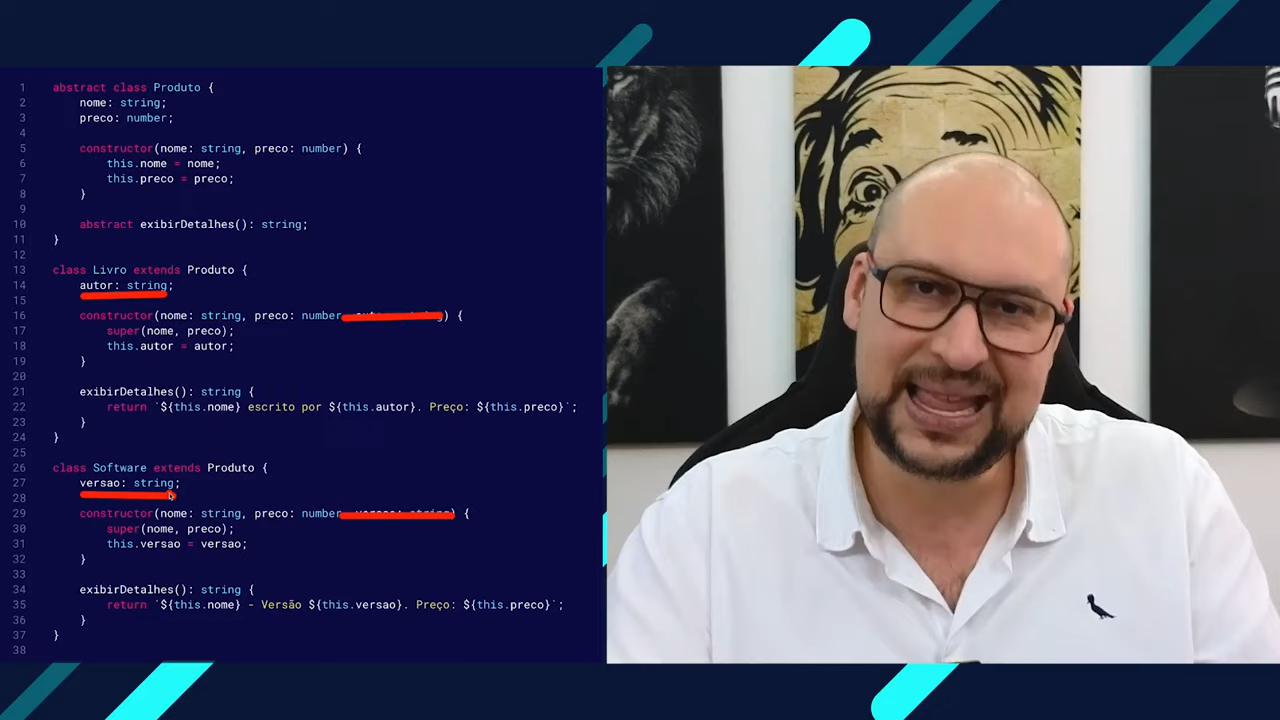 1 abstract class Produto {
2 nome: string;
3 preco: number;
4
5 constructor(nome: string, preco: number) {
6 this.nome = nome;
7 this.preco = preco;
8 }
9
10 abstract exibirDetalhes(): string;
11 }
12
13 class Livro extends Produto {
14 autor: string;
15
16 constructor(nome: string, preco: number ) {
17 super(nome, preco);
18 this.autor = autor;
19 }
20
21 exibirDetalhes(): string {
22 return `${this.nome} escrito por ${this.autor}. Preço: ${this.preco}`;
23 }
24 }
25
26 class Software extends Produto {
27 versao: string;
28
29 constructor(nome: string, preco: number versao: string) {
30 super(nome, preco);
31 this.versao = versao;
32 }
33
34 exibirDetalhes(): string {
35 return `${this.nome} - Versão ${this.versao}. Preço: ${this.preco}`;
36 }
37 }
38